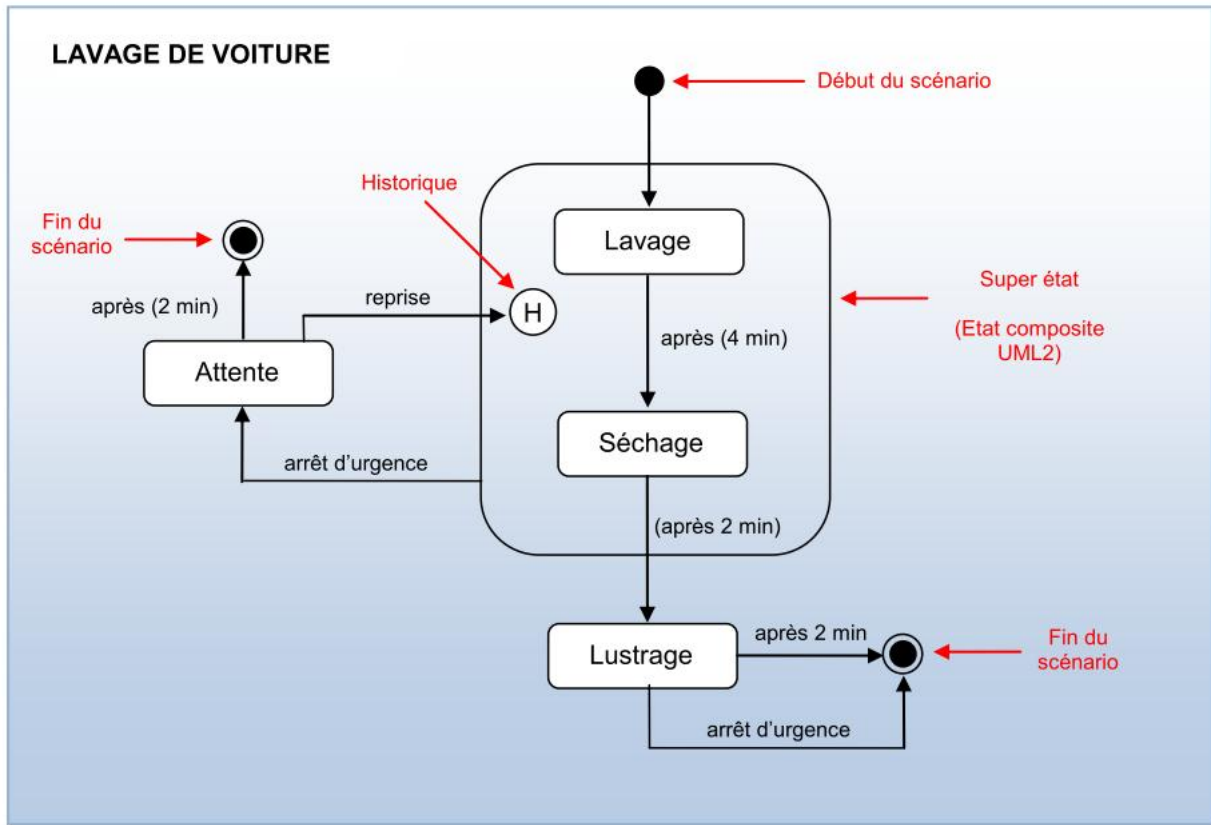 LAVAGE DE VOITURE
Début du scénario
Historique
Fin du
scénario
Lavage
Super état
(Etat composite
UML2)
reprise
H
après (2 min)
après (4 min)
Attente
Séchage
arrêt d’urgence
(après 2 min)
après 2 min
Lustrage
Fin du
scénario
arrêt d’urgence